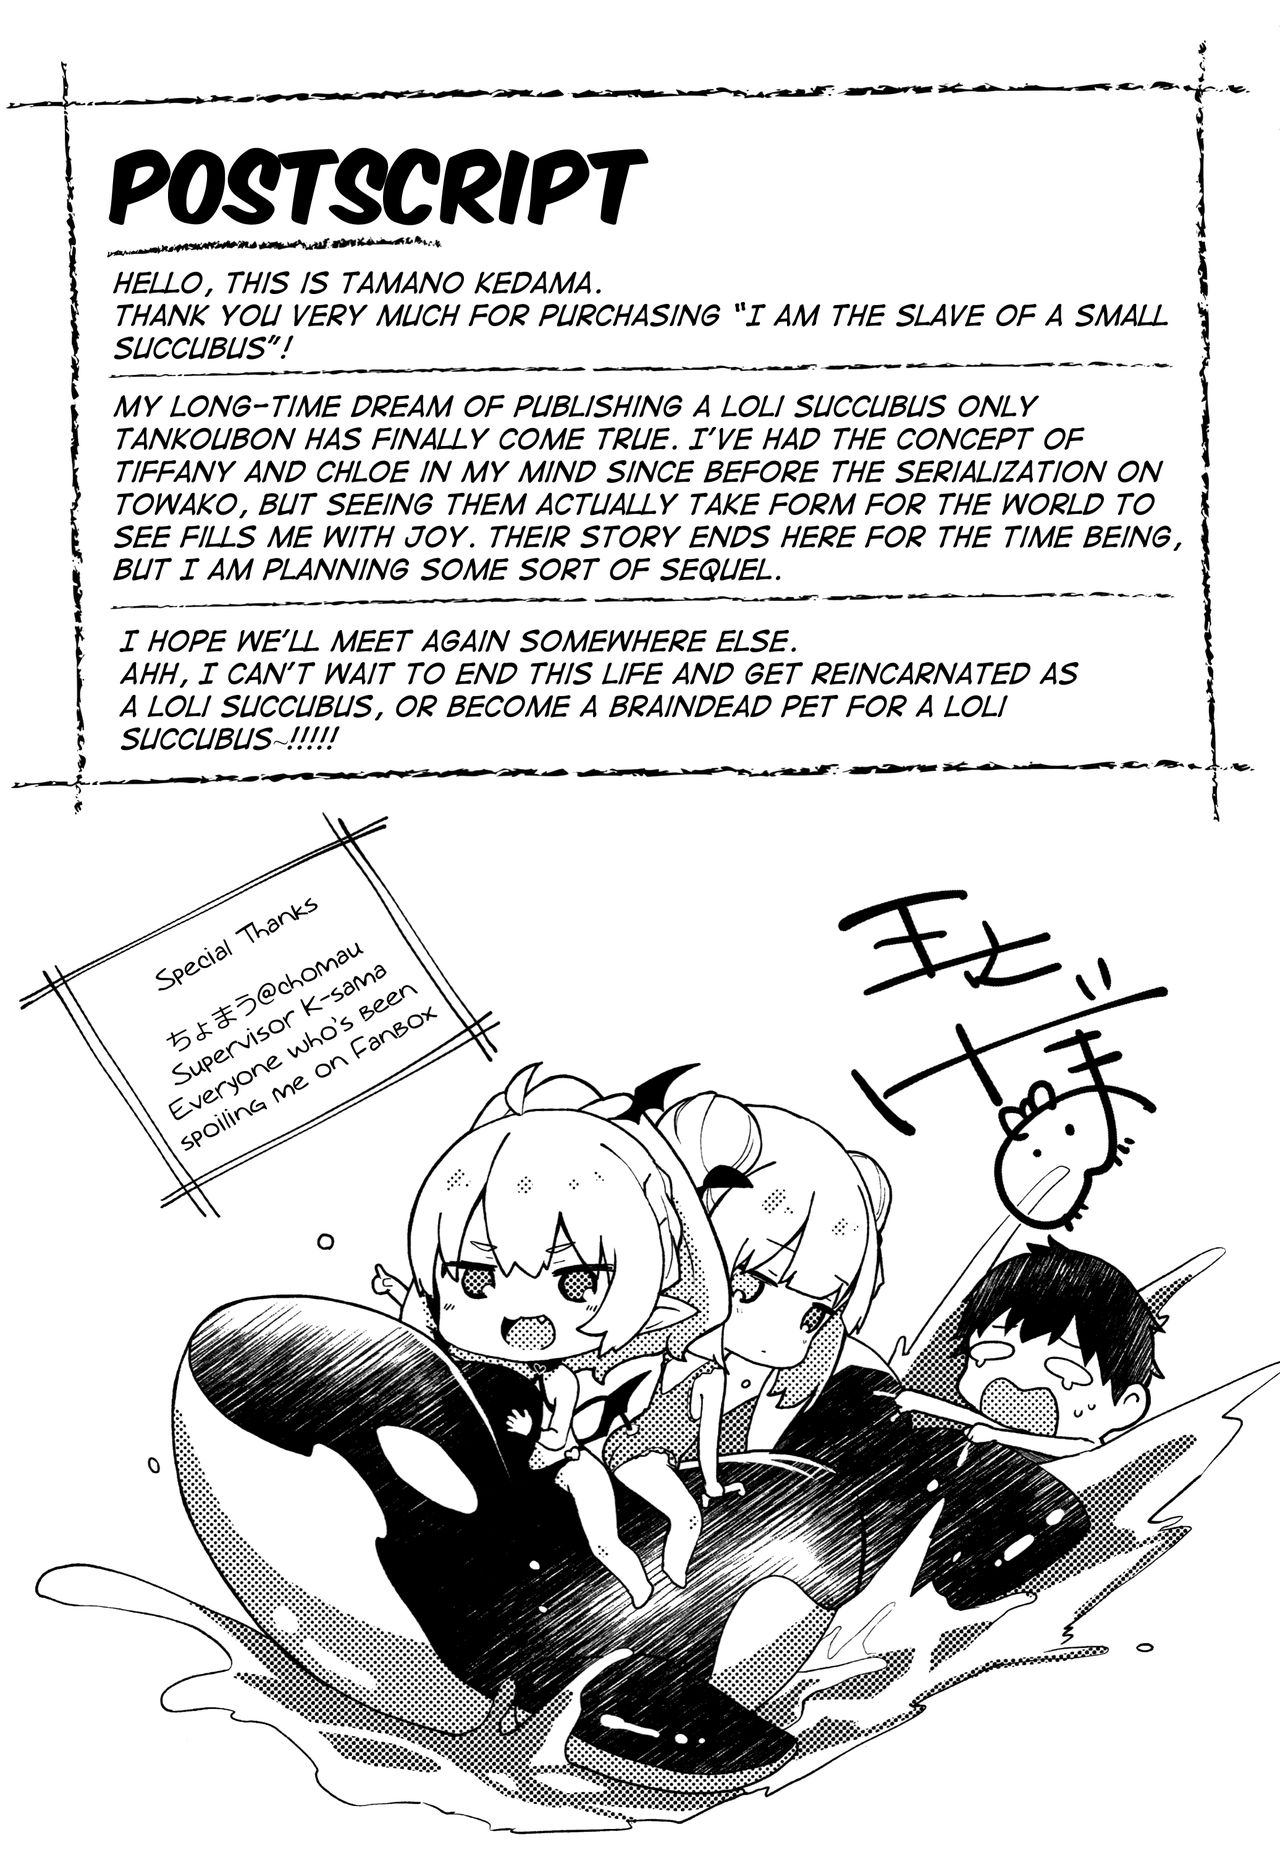 POSTSCRIPT
HELLO, THIS IS TAMANO KEDAMA.
THANK YOU VERY MUCH FOR PURCHASING "I AM THE SLAVE OF A SMALL
SUCCUBUS"!
MY LONG-TIME DREAM OF PUBLISHING A LOLI SUCCUBUS ONLY
TANKOUBON HAS FINALLY COME TRUE. I'VE HAD THE CONCEPT OF
TIFFANY AND CHLOE IN MY MIND SINCE BEFORE THE SERIALIZATION ON
TOWAKO, BUT SEEING THEM ACTUALLY TAKE FORM FOR THE WORLD TO
SEE FILLS ME WITH JOY. THEIR STORY ENDS HERE FOR THE TIME BEING,
BUT I AM PLANNING SOME SORT OF SEQUEL.
I HOPE WE'LL MEET AGAIN SOMEWHERE ELSE.
AHH, I CAN'T WAIT TO END THIS LIFE AND GET REINCARNATED AS
A LOLI SUCCUBUS, OR BECOME A BRAINDEAD PET FOR A LOLI
SUCCUBUS~!!!!!
Special Thanks
ちょまう@chomau
Supervisor K-sama
Everyone who's been
spoiling me on Fanbox